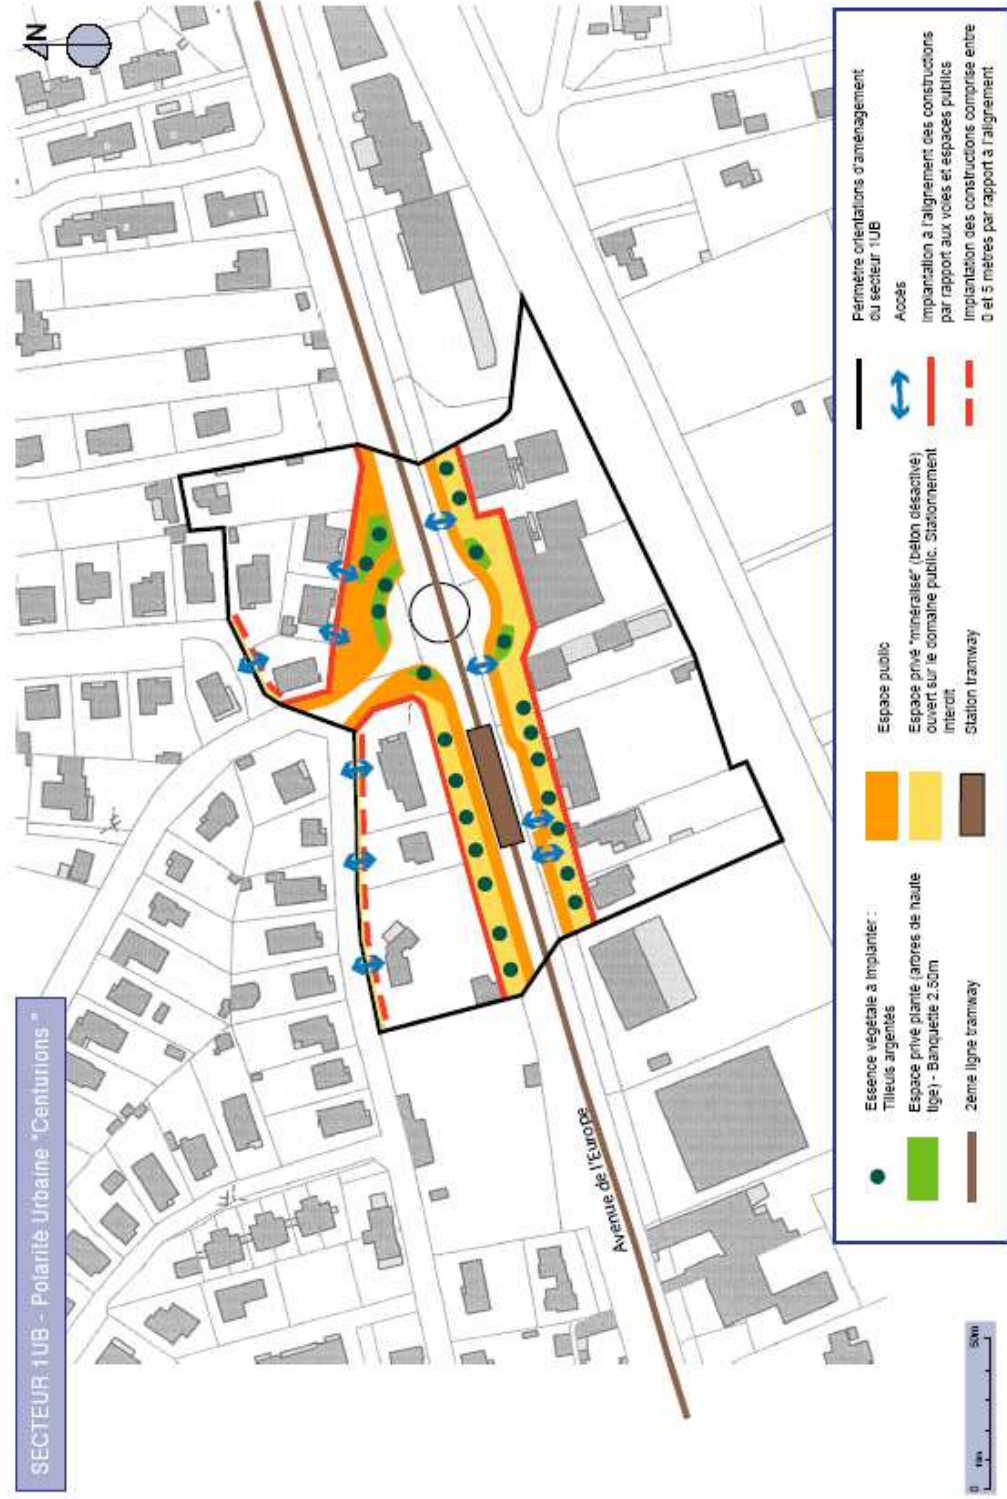 SECTEUR 1UB - Polarité Urbaine "Centurions "
N
Avenue de l'Europe
Essence végétale à implanter :
Tilleuls argentés
Espace privé planté (arbres de haute
tige) - Banquette 2.50m
2ème ligne tramway
Espace public
Espace privé "minéralisé" (béton désactivé)
ouvert sur le domaine public. Stationnement
interdit
Station tramway
Périmètre orientations d'aménagement
du secteur 1UB
Accès
Implantation à l'alignement des constructions
par rapport aux voies et espaces publics
Implantation des constructions comprise entre
0 et 5 mètres par rapport à l'alignement
0 10m 50m